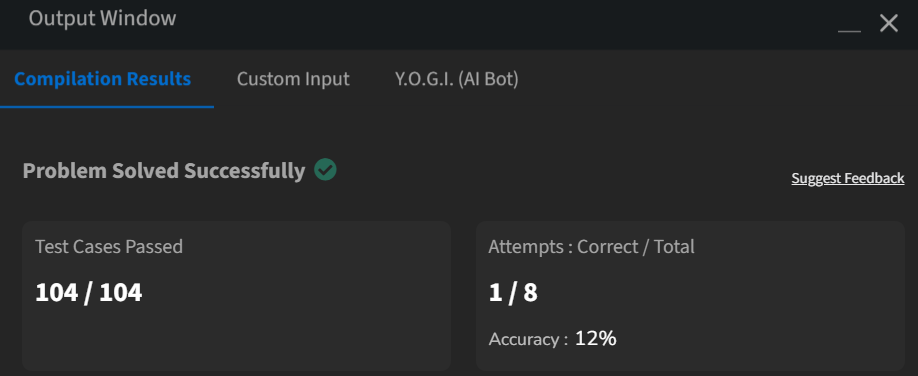 Output Window
Compilation Results Custom Input Y.O.G.I. (AI Bot)
Problem Solved Successfully
Suggest Feedback
Test Cases Passed
104 / 104
Attempts : Correct / Total
1 / 8
Accuracy : 12%